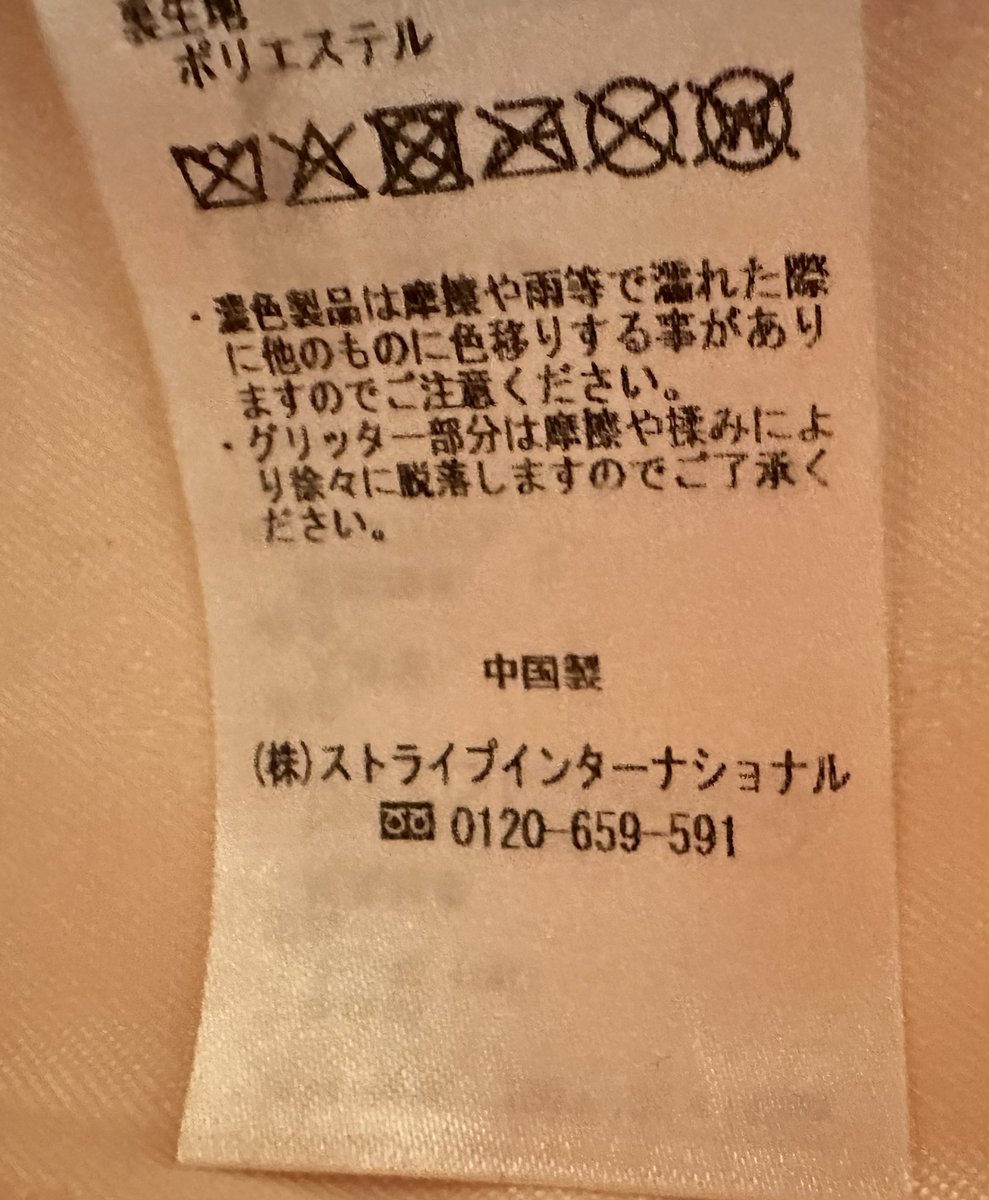 裏生地
ポリエステル
・濃色製品は摩擦や雨等で濡れた際
に他のものに色移りする事があり
ますのでご注意ください。
・グリッター部分は摩擦や揉みによ
り徐々に脱落しますのでご了承く
ださい。
中国製
(株)ストライプインターナショナル
0120-659-591